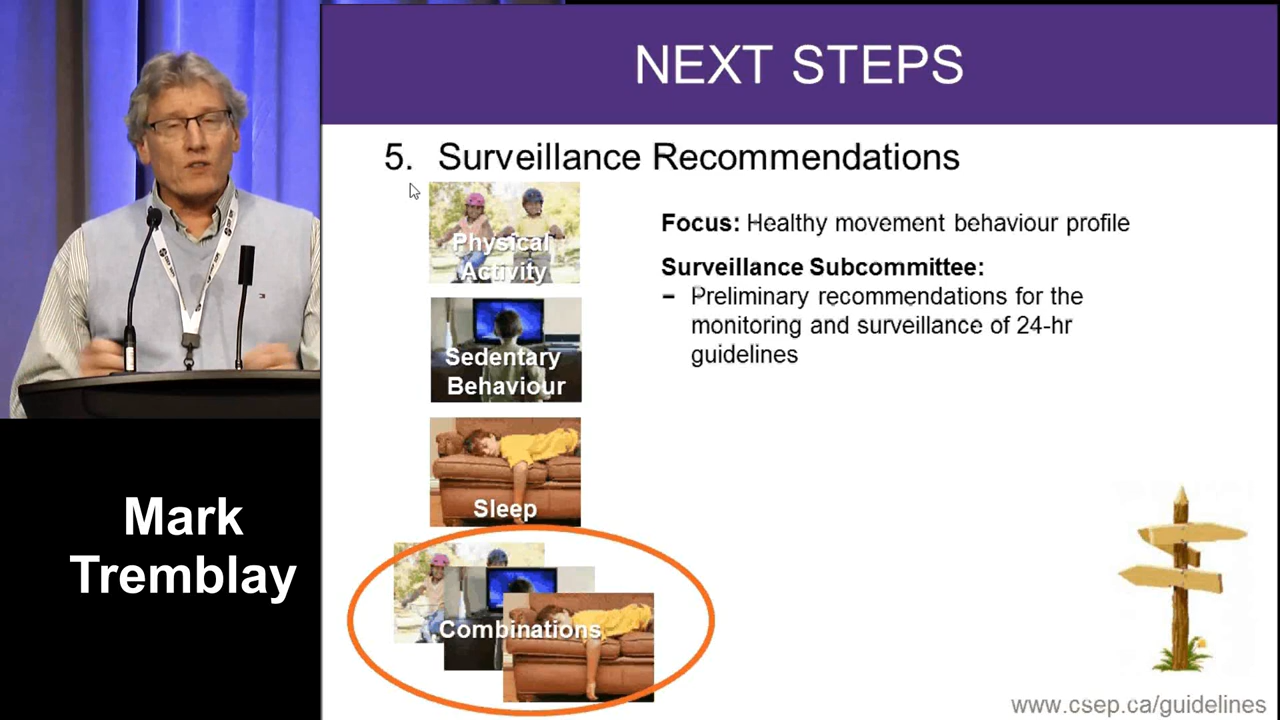 NEXT STEPS
5. Surveillance Recommendations
Physical
Activity
Sedentary
Behaviour
Sleep
Combinations
Focus: Healthy movement behaviour profile
Surveillance Subcommittee:
– Preliminary recommendations for the
monitoring and surveillance of 24-hr
guidelines
Mark
Tremblay
www.csep.ca/guidelines